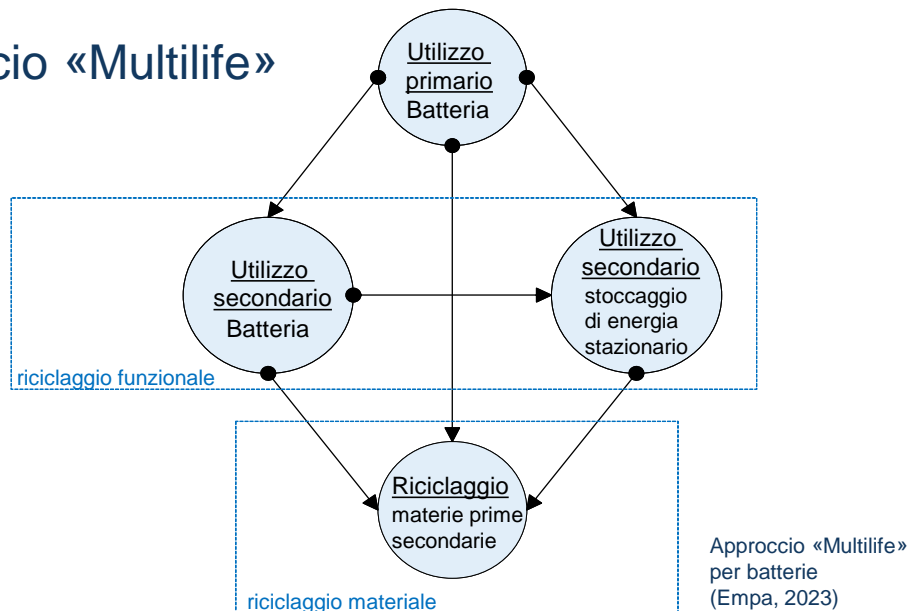 cio «Multilife»
Utilizzo
primario
Batteria
Utilizzo
secondario
Batteria
Utilizzo
secondario
stoccaggio
di energia
stazionario
riciclaggio funzionale
Riciclaggio
materie prime
secondarie
riciclaggio materiale
Approccio «Multilife»
per batterie
(Empa, 2023)